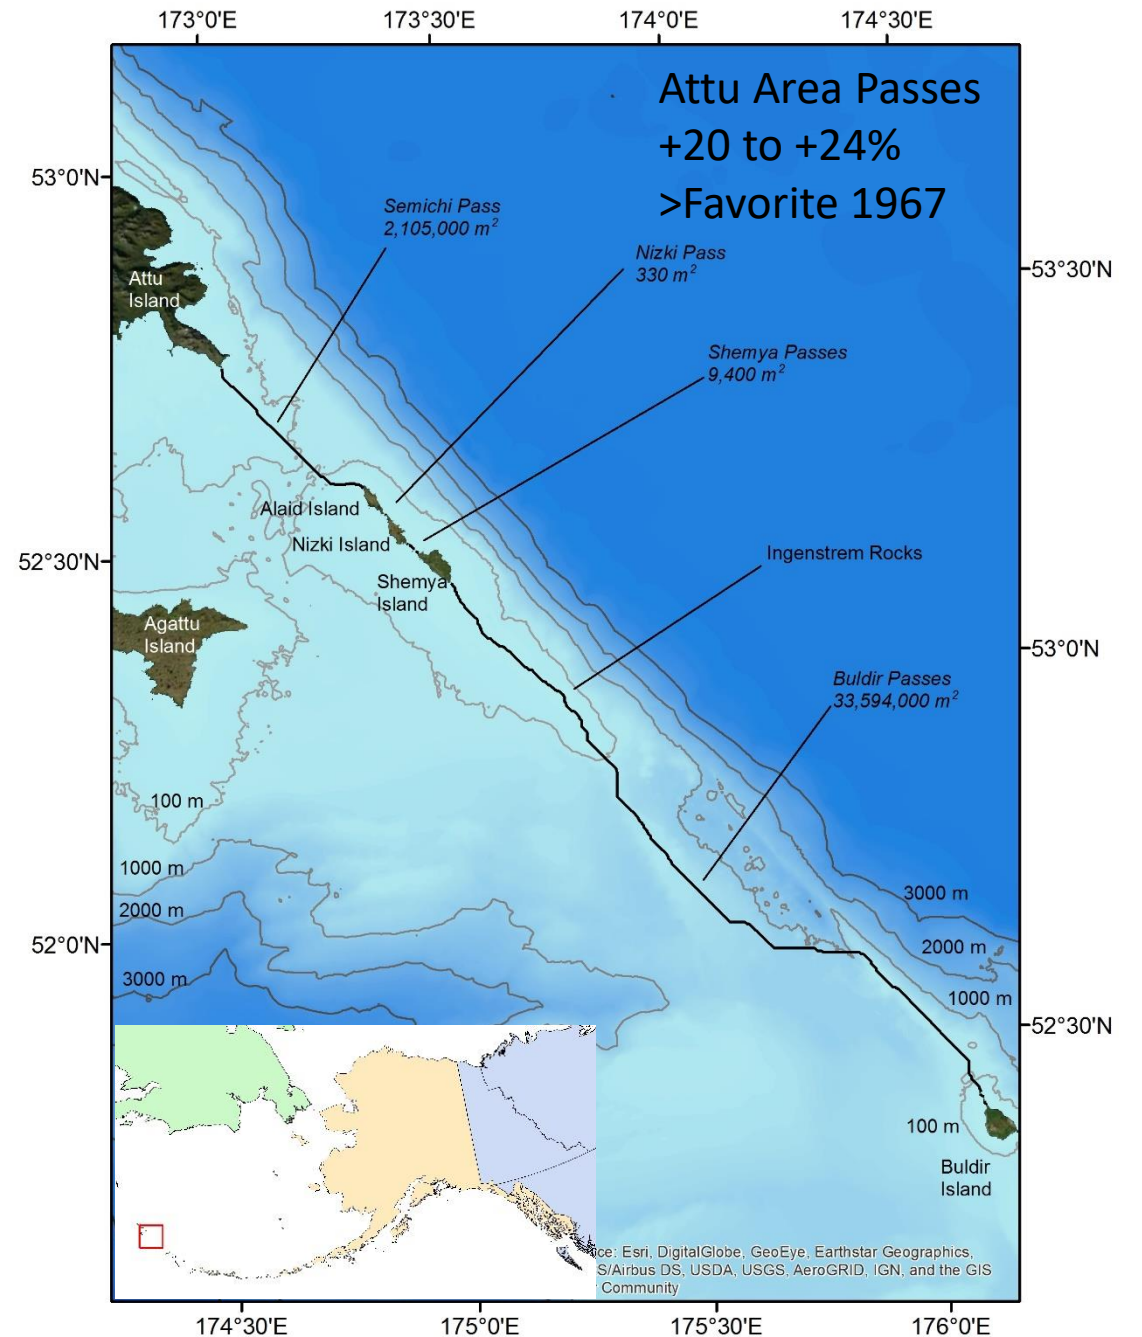 173°0'E
173°30'E
174°0'E
174°30'E
Attu Area Passes
+20 to +24%
>Favorite 1967
53°0'N
Semichi Pass
2,105,000 m²
Nizki Pass
330 m²
53°30'N
Attu
Island
Shemya Passes
9,400 m²
Alaid Island
Nizki Island
Ingenstrem Rocks
52°30'N
Shemya
Island
Agattu
Island
53°0'N
Buldir Passes
33,594,000 m²
100 m
1000 m
2000 m
3000 m
3000 m
2000 m
1000 m
52°0'N
52°30'N
100 m
Buldir
Island
ce: Esri, DigitalGlobe, GeoEye, Earthstar Geographics,
S/Airbus DS, USDA, USGS, AeroGRID, IGN, and the GIS
Community
174°30'E
175°0'E
175°30'E
176°0'E